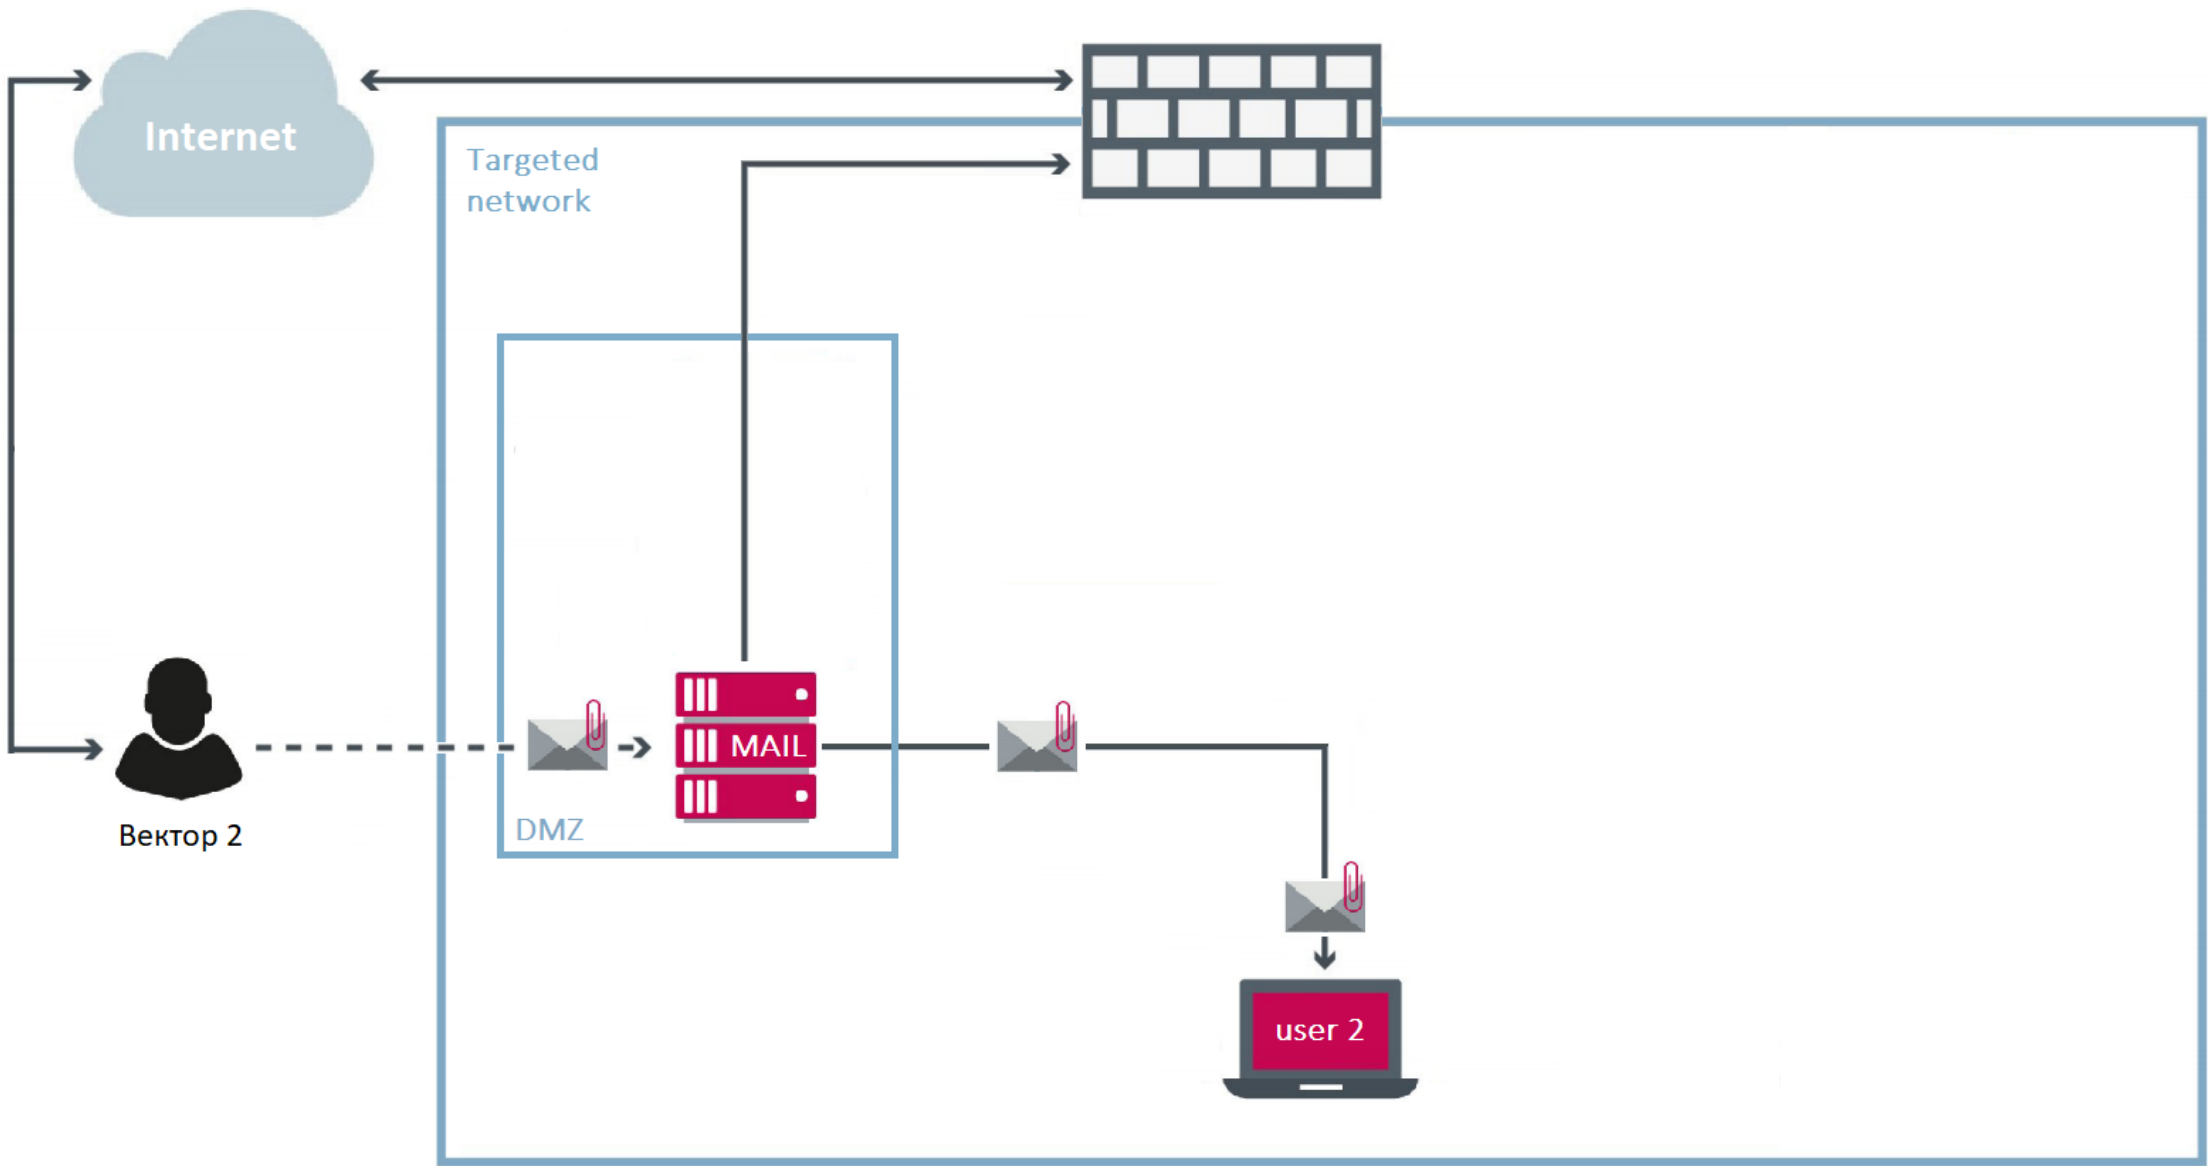 Internet
Targeted
network
MAIL
DMZ
Вектор 2
user 2